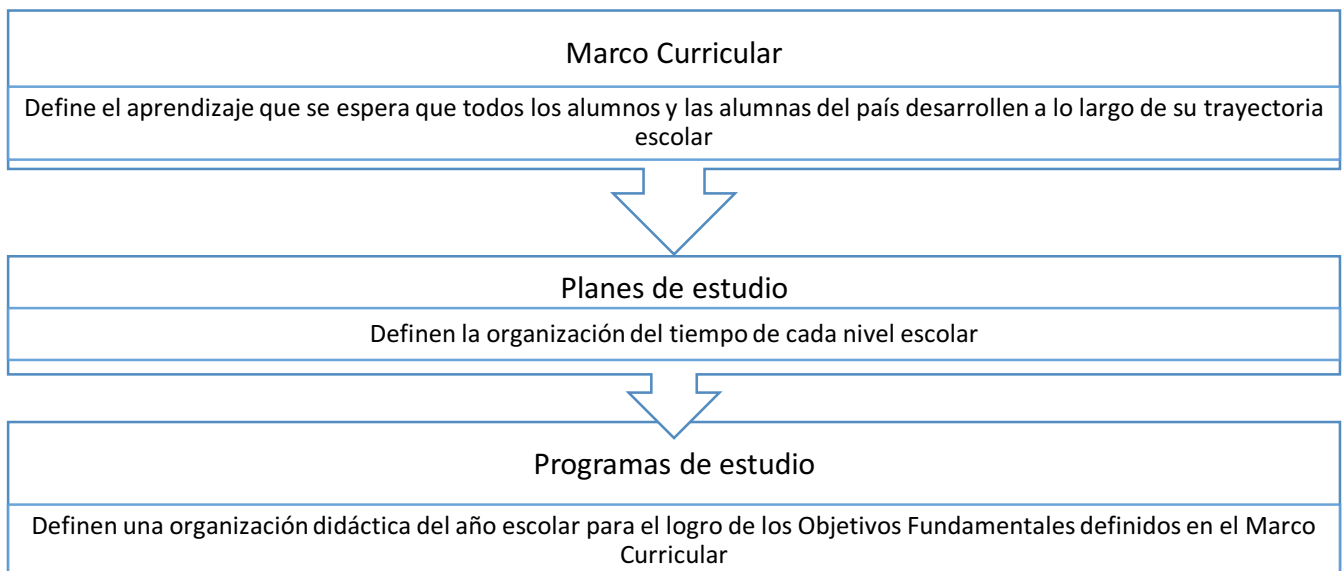 Marco Curricular
Define el aprendizaje que se espera que todos los alumnos y las alumnas del país desarrollen a lo largo de su trayectoria
escolar
Planes de estudio
Definen la organización del tiempo de cada nivel escolar
Programas de estudio
Definen una organización didáctica del año escolar para el logro de los Objetivos Fundamentales definidos en el Marco
Curricular